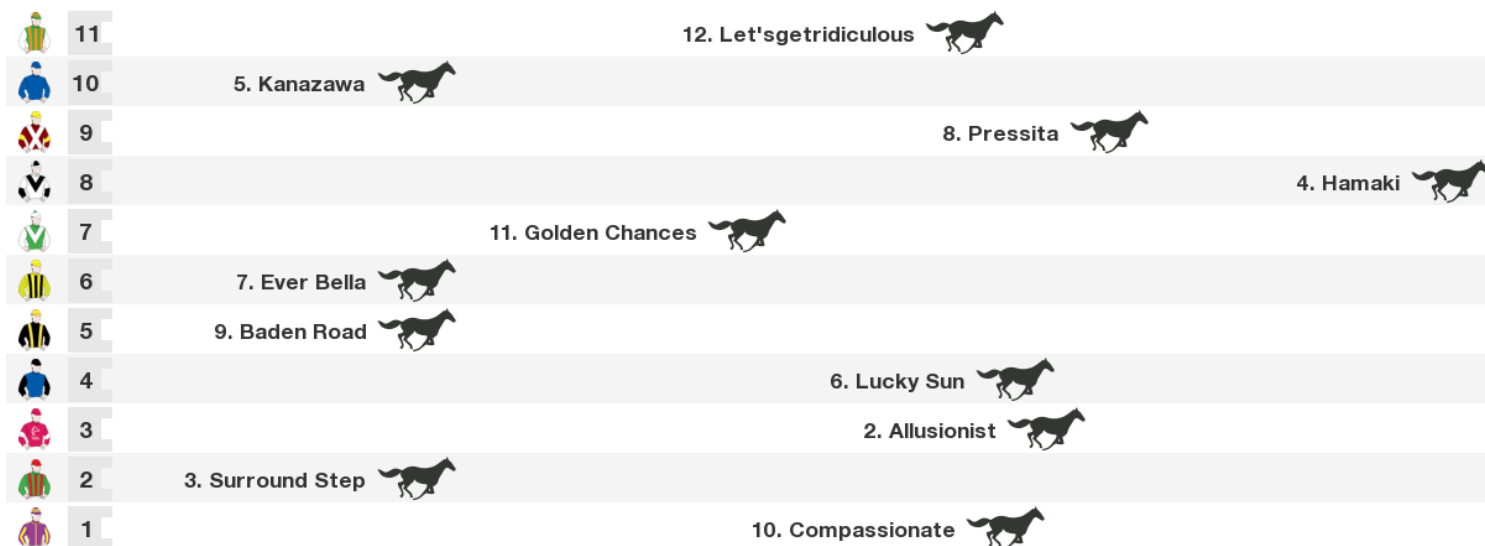 11 12. Let'sgetridiculous
10 5. Kanazawa
9 8. Pressita
8 4. Hamaki
7 11. Golden Chances
6 7. Ever Bella
5 9. Baden Road
4 6. Lucky Sun
3 2. Allusionist
2 3. Surround Step
1 10. Compassionate